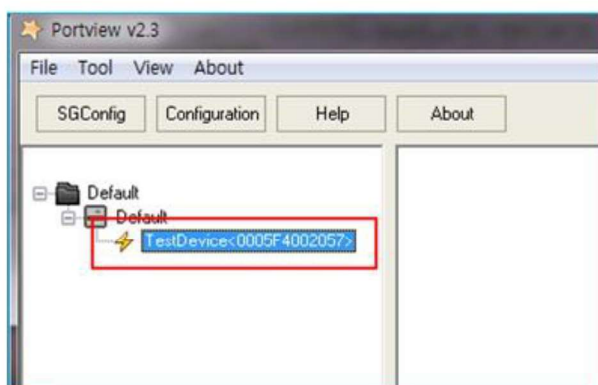 Portview v2.3
File Tool View About
SGConfig Configuration Help About
Default
Default
TestDevice<0005F4002057>